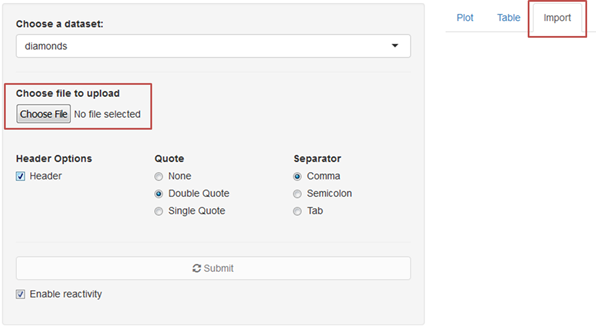 Choose a dataset:
diamonds
Choose file to upload
Choose File No file selected
Header Options Quote Separator
Header None Comma
Double Quote Semicolon
Single Quote Tab
Submit
Enable reactivity
Plot Table Import